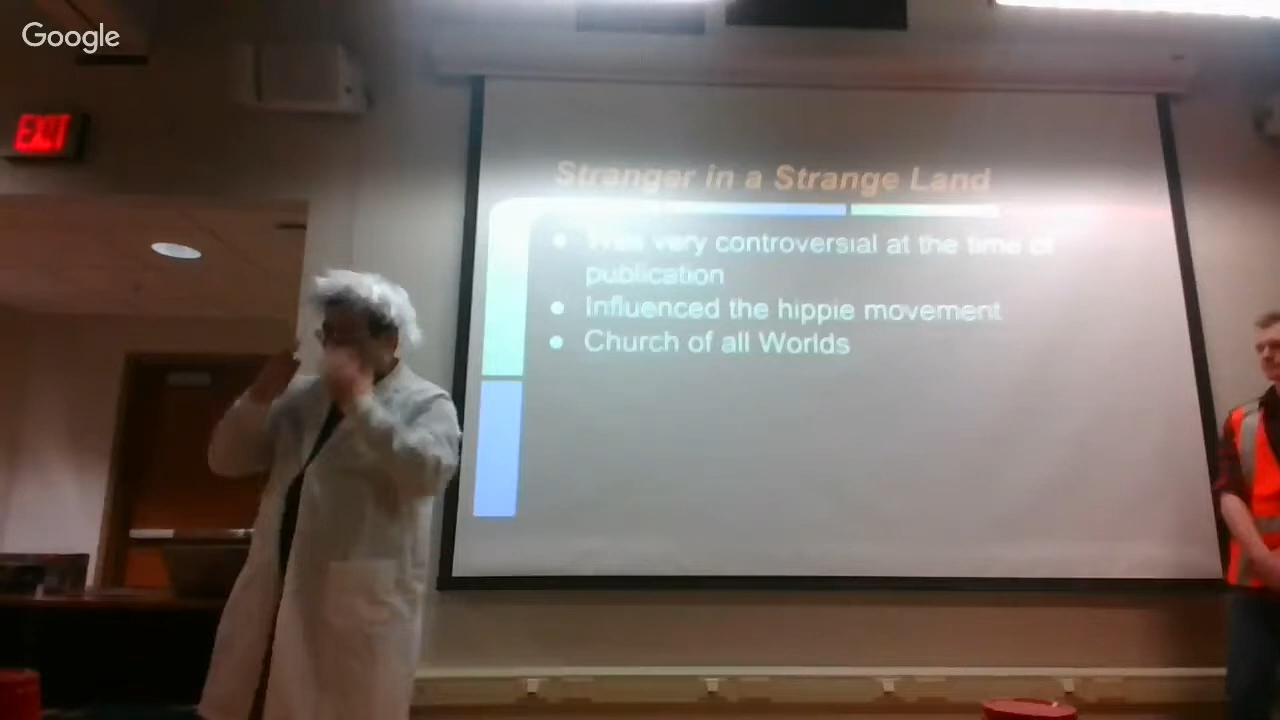 Google
EXIT
Stranger in a Strange Land
Was very controversial at the time of
publication
Influenced the hippie movement
Church of all Worlds